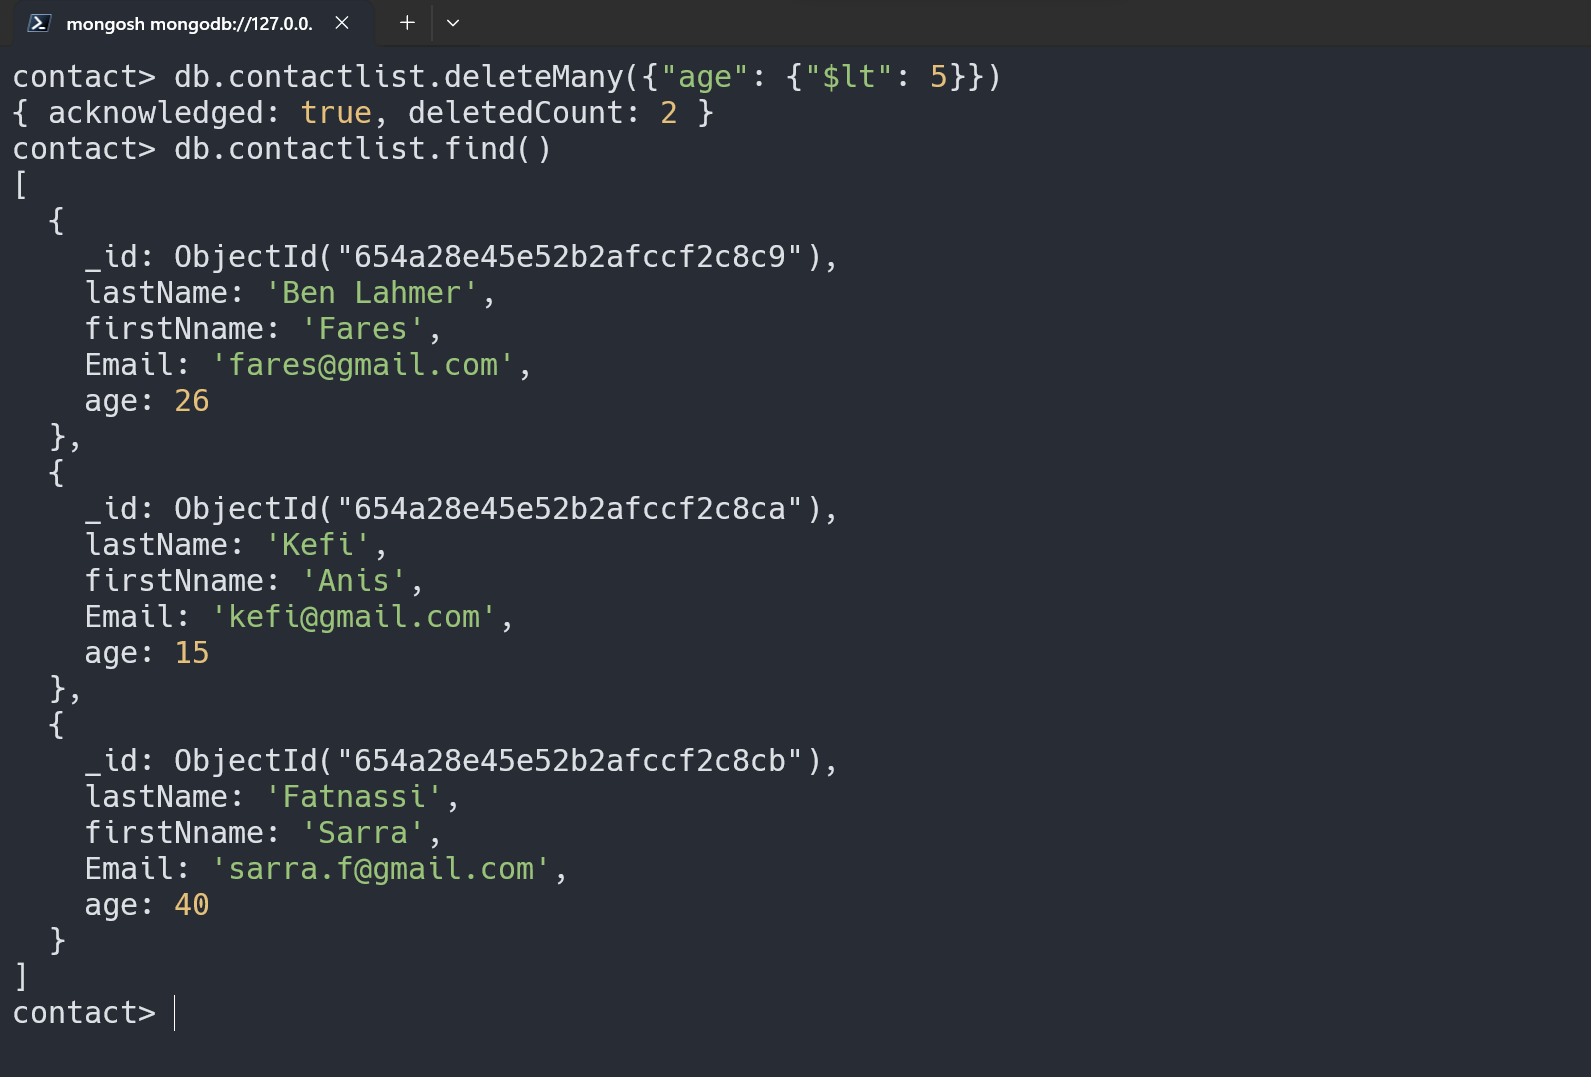 mongosh mongodb://127.0.0.
contact> db.contactlist.deleteMany({"age": {"$lt": 5}})
{ acknowledged: true, deletedCount: 2 }
contact> db.contactlist.find()
[
  {
    _id: ObjectId("654a28e45e52b2afccf2c8c9"),
    lastName: 'Ben Lahmer',
    firstNname: 'Fares',
    Email: 'fares@gmail.com',
    age: 26
  },
  {
    _id: ObjectId("654a28e45e52b2afccf2c8ca"),
    lastName: 'Kefi',
    firstNname: 'Anis',
    Email: 'kefi@gmail.com',
    age: 15
  },
  {
    _id: ObjectId("654a28e45e52b2afccf2c8cb"),
    lastName: 'Fatnassi',
    firstNname: 'Sarra',
    Email: 'sarra.f@gmail.com',
    age: 40
  }
]
contact>